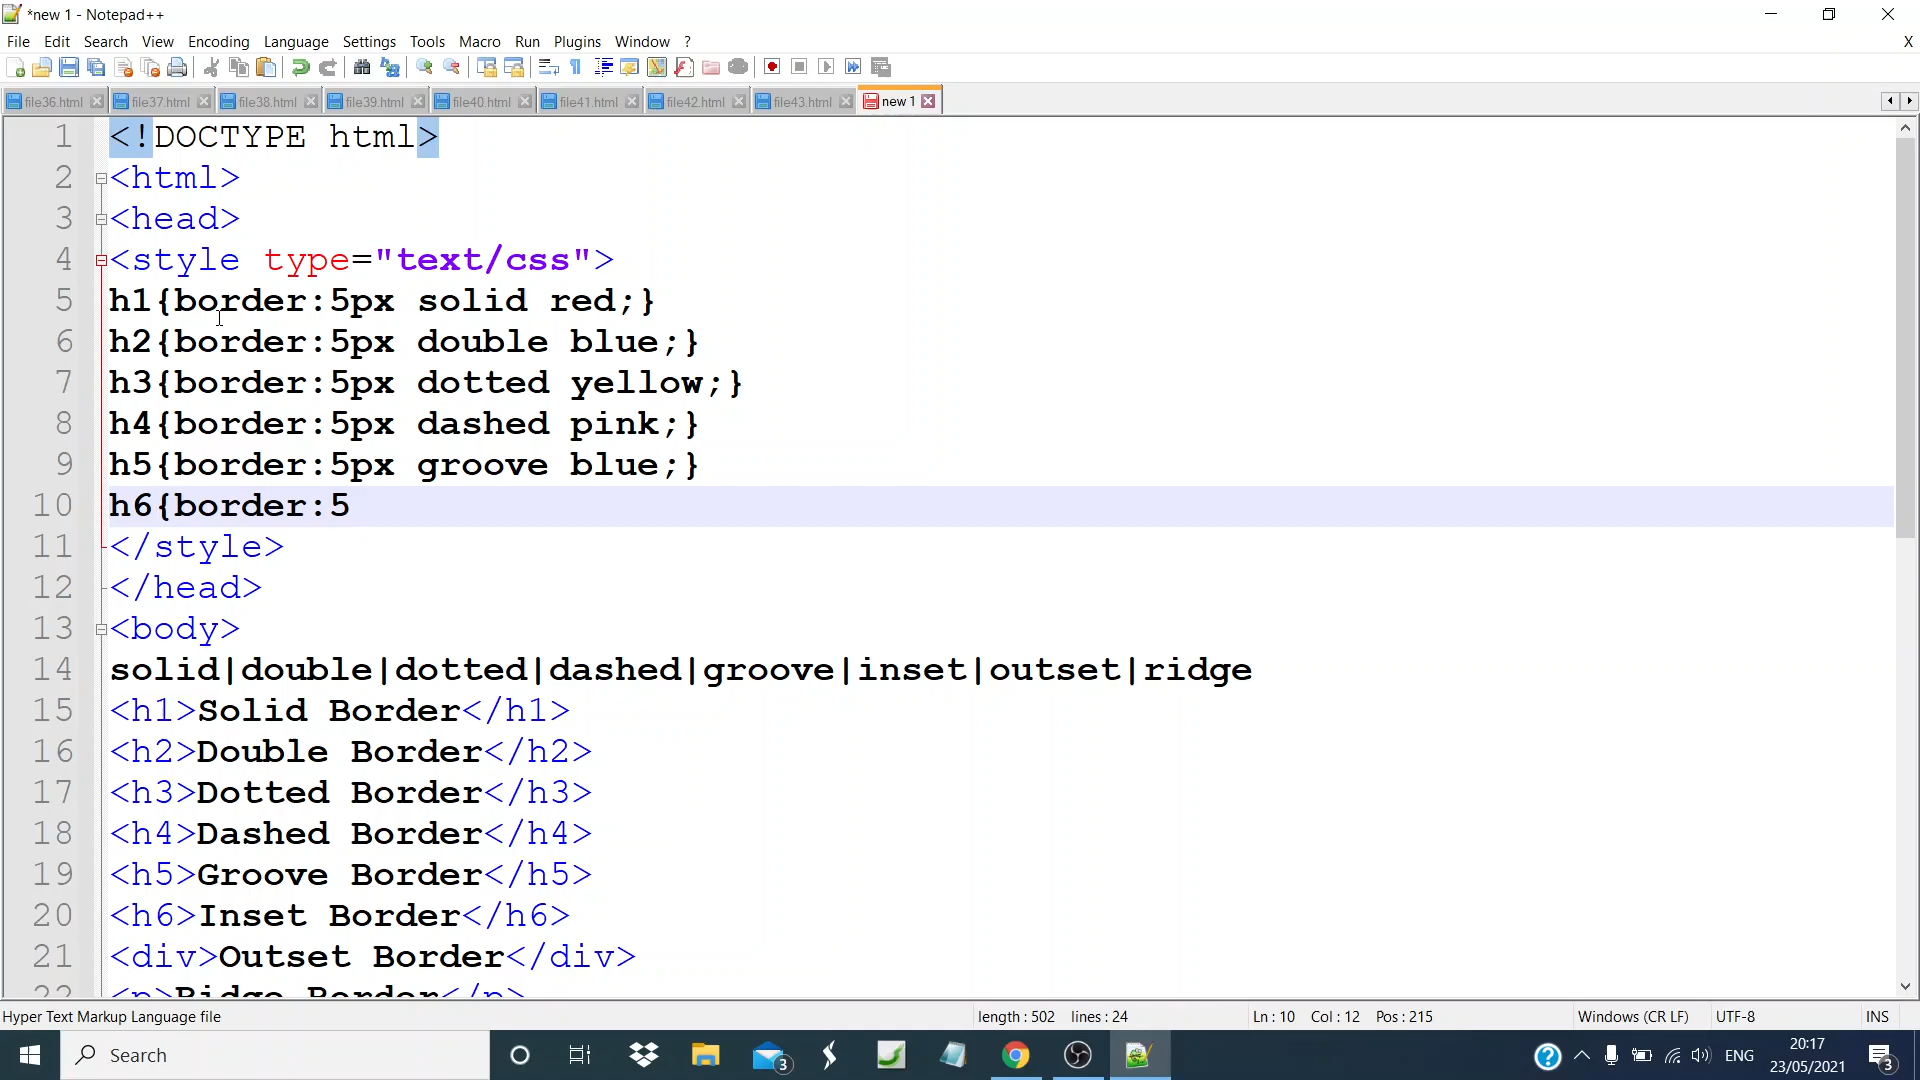 *new 1 - Notepad++
File Edit Search View Encoding Language Settings Tools Macro Run Plugins Window ? X
file36.html file37.html file38.html file39.html file40.html file41.html file42.html file43.html new 1
1 <!DOCTYPE html>
2 <html>
3 <head>
4 <style type="text/css">
5 h1{border:5px solid red;}
6 h2{border:5px double blue;}
7 h3{border:5px dotted yellow;}
8 h4{border:5px dashed pink;}
9 h5{border:5px groove blue;}
10 h6{border:5
11 </style>
12 </head>
13 <body>
14 solid|double|dotted|dashed|groove|inset|outset|ridge
15 <h1>Solid Border</h1>
16 <h2>Double Border</h2>
17 <h3>Dotted Border</h3>
18 <h4>Dashed Border</h4>
19 <h5>Groove Border</h5>
20 <h6>Inset Border</h6>
21 <div>Outset Border</div>
22 <p>Ridge Border</p>
Hyper Text Markup Language file length : 502 lines : 24 Ln : 10 Col : 12 Pos : 215 Windows (CR LF) UTF-8 INS
Search 3 ENG 20:17 3
23/05/2021